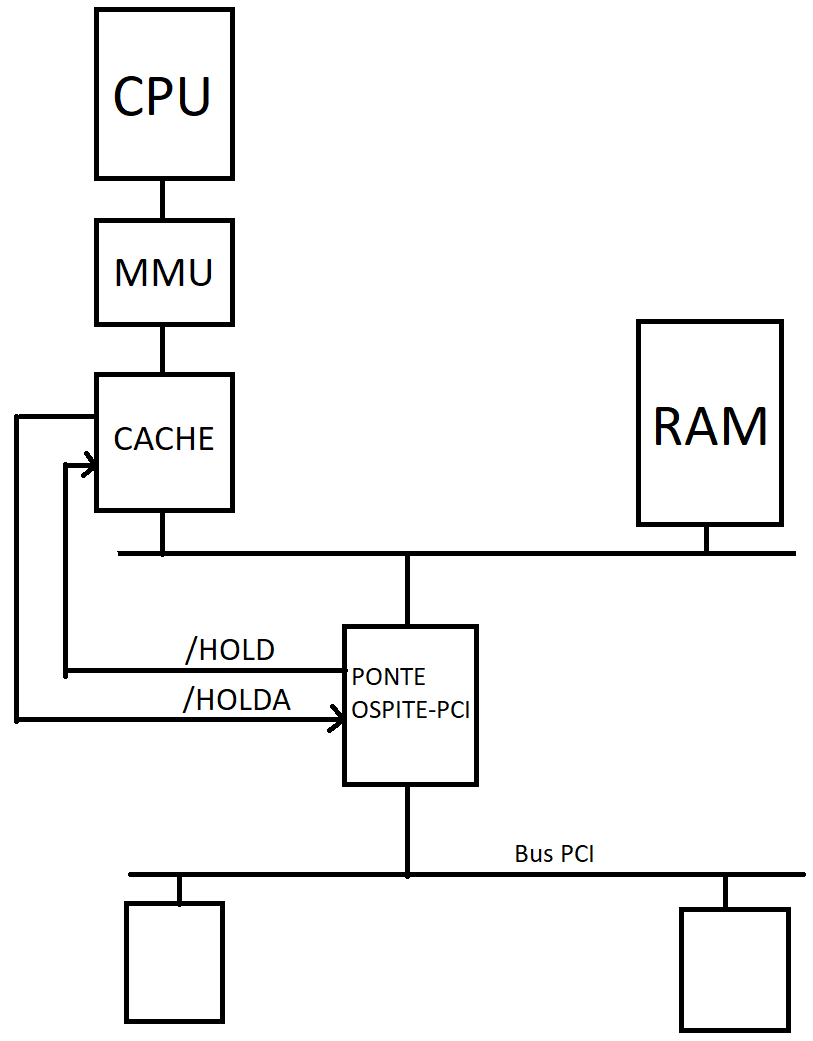 CPU
MMU
CACHE
RAM
/HOLD
/HOLDA
PONTE
OSPITE-PCI
Bus PCI